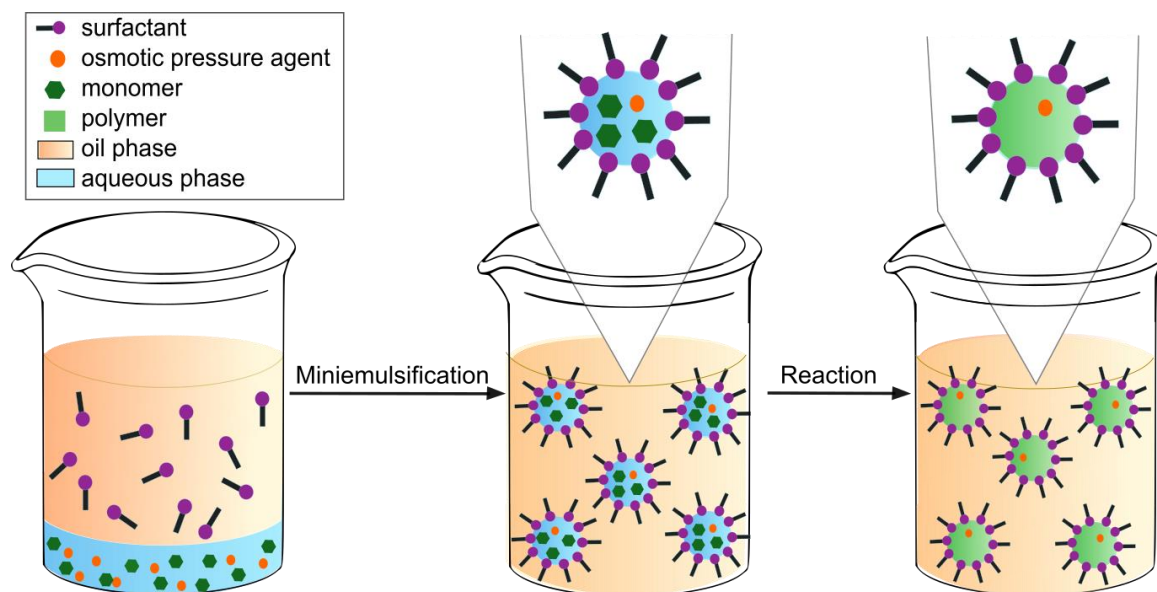 surfactant
osmotic pressure agent
monomer
polymer
oil phase
aqueous phase
Miniemulsification
Reaction